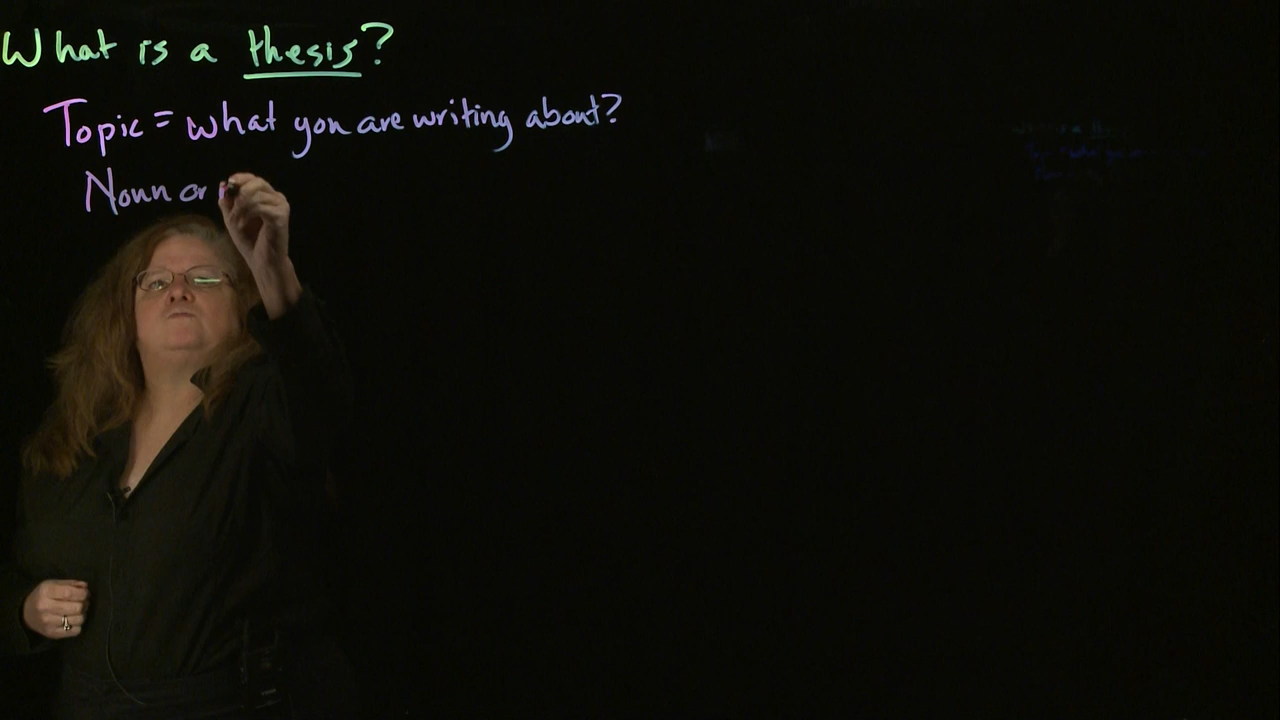 What is a thesis?
Topic = what you are writing about?
Noun or